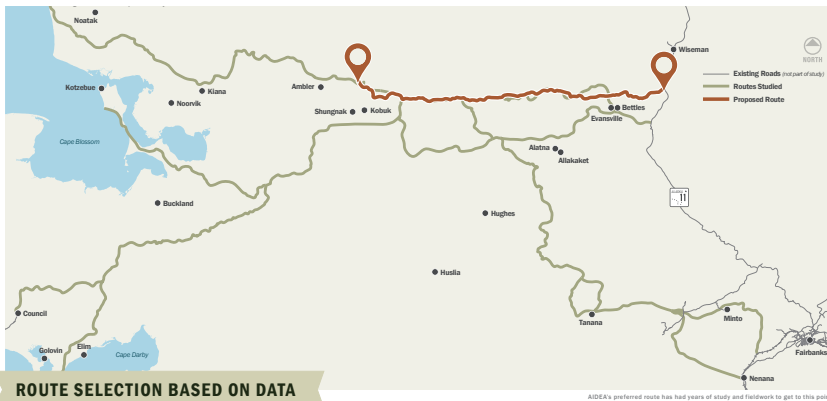 Noatak
Wiseman
NORTH
Existing Roads (not part of study)
Routes Studied
Proposed Route
Kotzebue
Kiana
Ambler
Noorvik
Shungnak
Kobuk
Bettles
Evansville
Cape Blossom
Alatna
Allakaket
ALASKA
11
Buckland
Hughes
Huslia
Council
Tanana
Minto
Golovin
Elim
Cape Darby
Fairbanks
Nenana
ROUTE SELECTION BASED ON DATA
AIDEA's preferred route has had years of study and fieldwork to get to this poi